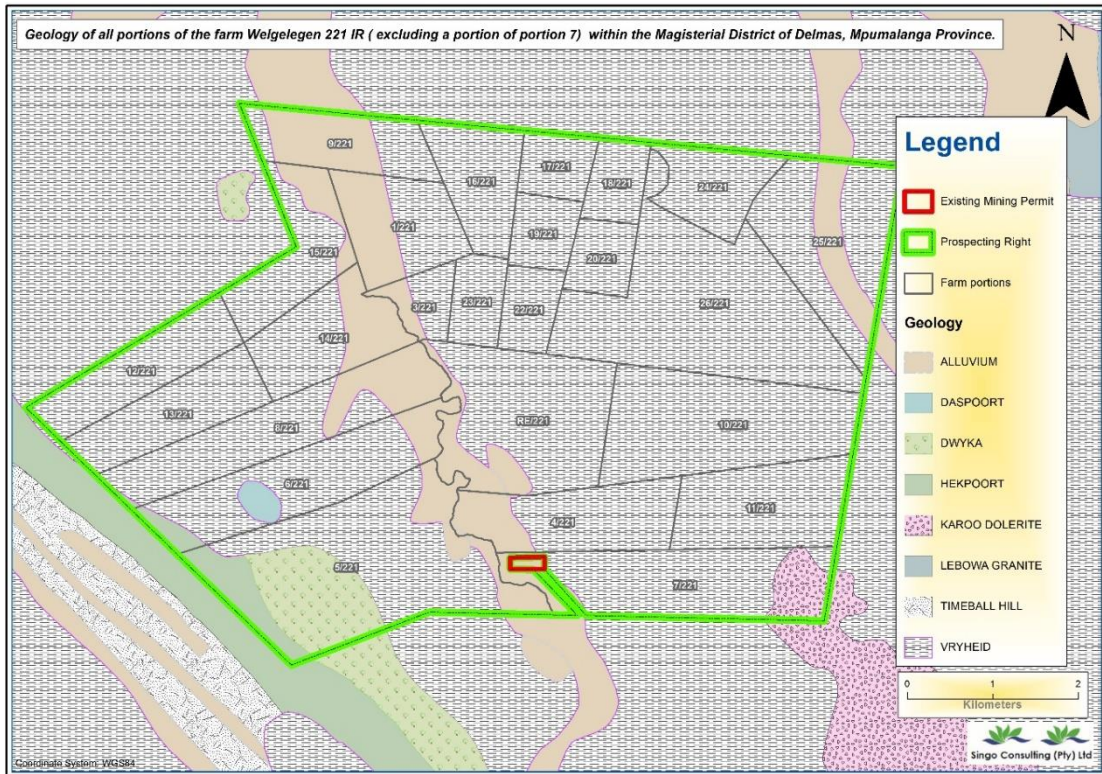 Geology of all portions of the farm Welgelegen 221 IR ( excluding a portion of portion 7) within the Magisterial District of Delmas, Mpumalanga Province.
N
Legend
Existing Mining Permit
Prospecting Right
Farm portions
Geology
ALLUVIUM
DASPOORT
DWYKA
HEKPOORT
KAROO DOLERITE
LEBOWA GRANITE
TIMEBALL HILL
VRYHEID
0 1 2
Kilometers
Singo Consulting (Pty) Ltd
9/221
16/221
17/221
18/221
24/221
1/221
19/221
15/221
20/221
25/221
3/221
23/221
22/221
26/221
14/221
12/221
13/221
8/221
RE/221
10/221
6/221
4/221
11/221
5/221
7/221
Coordinate System: WGS84